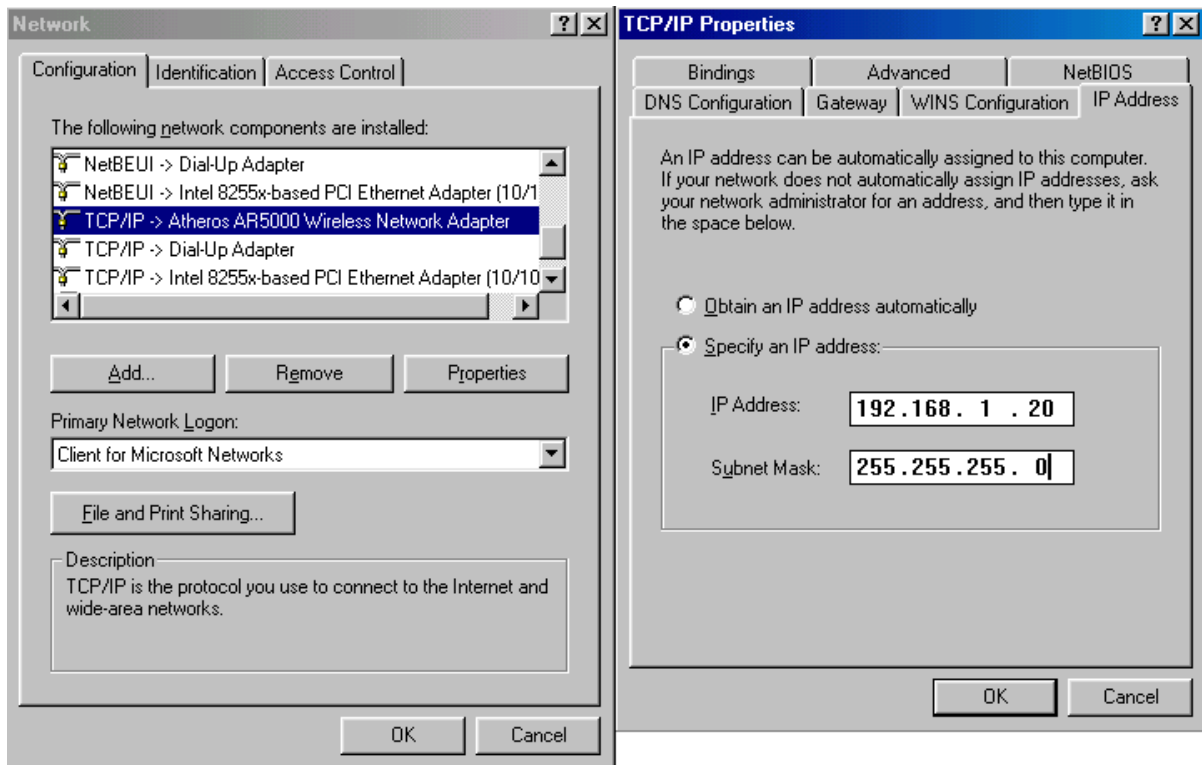 Network
Configuration
Identification
Access Control
The following network components are installed:
NetBEUI -> Dial-Up Adapter
NetBEUI -> Intel 8255x-based PCI Ethernet Adapter (10/1
TCP/IP -> Atheros AR5000 Wireless Network Adapter
TCP/IP -> Dial-Up Adapter
TCP/IP -> Intel 8255x-based PCI Ethernet Adapter (10/10
Add...
Remove
Properties
Primary Network Logon:
Client for Microsoft Networks
File and Print Sharing...
Description
TCP/IP is the protocol you use to connect to the Internet and
wide-area networks.
OK
Cancel
TCP/IP Properties
Bindings
Advanced
NetBIOS
DNS Configuration
Gateway
WINS Configuration
IP Address
An IP address can be automatically assigned to this computer.
If your network does not automatically assign IP addresses, ask
your network administrator for an address, and then type it in
the space below.
Obtain an IP address automatically
Specify an IP address:
IP Address:
192.168. 1 .20
Subnet Mask:
255.255.255. 0
OK
Cancel